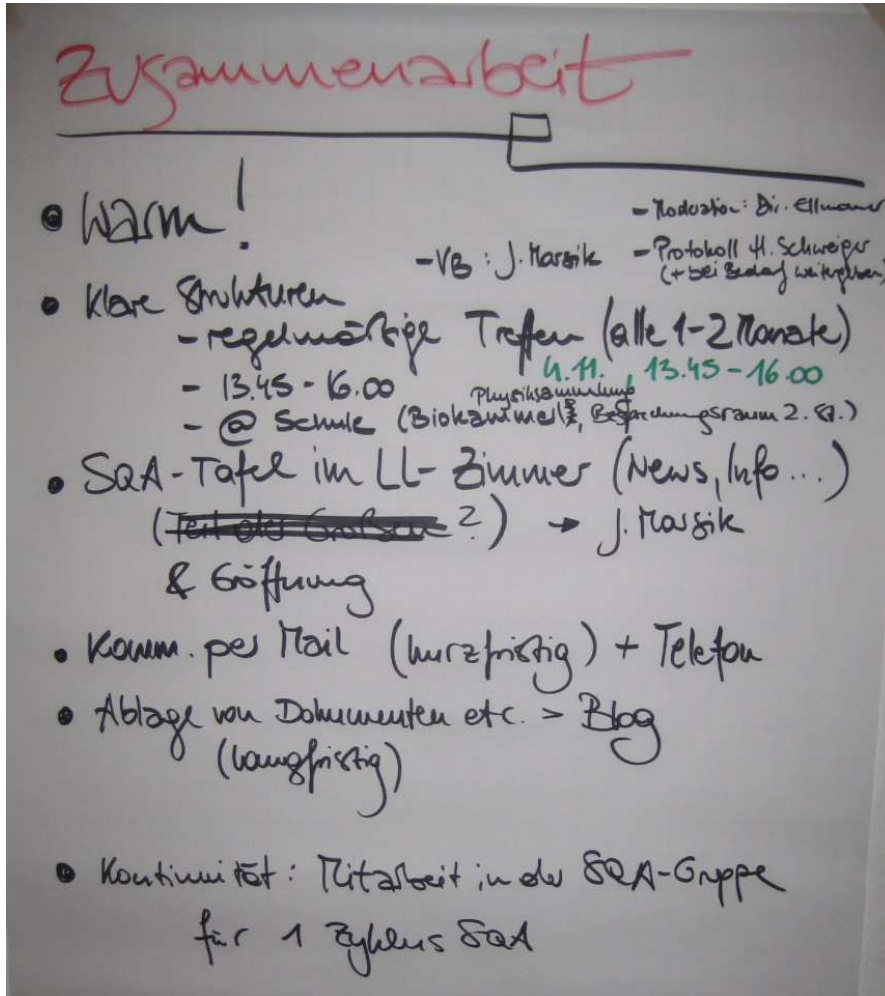 Zusammenarbeit
• Warm!
- Moderation: Dir. Ellmauer
- VB : J. Marsik
- Protokoll H. Schweiger
(+ bei Bedarf weitergeben)
• Klare Strukturen
- regelmäßige Treffen (alle 1-2 Monate)
4.11. , 13.45-16.00
- 13.45 - 16.00
Physiksammlung
- @ Schule (Biokammerl, Besprechungsraum 2. St.)
• SQA-Tafel im LL-Zimmer (News, Info ...)
(Teil der Großen ?) → J. Marsik
& Eröffnung
• Komm. per Mail (kurzfristig) + Telefon
• Ablage von Dokumenten etc. > Blog
(langfristig)
• Kontinuität: Mitarbeit in der SQA-Gruppe
für 1 Zyklus SQA